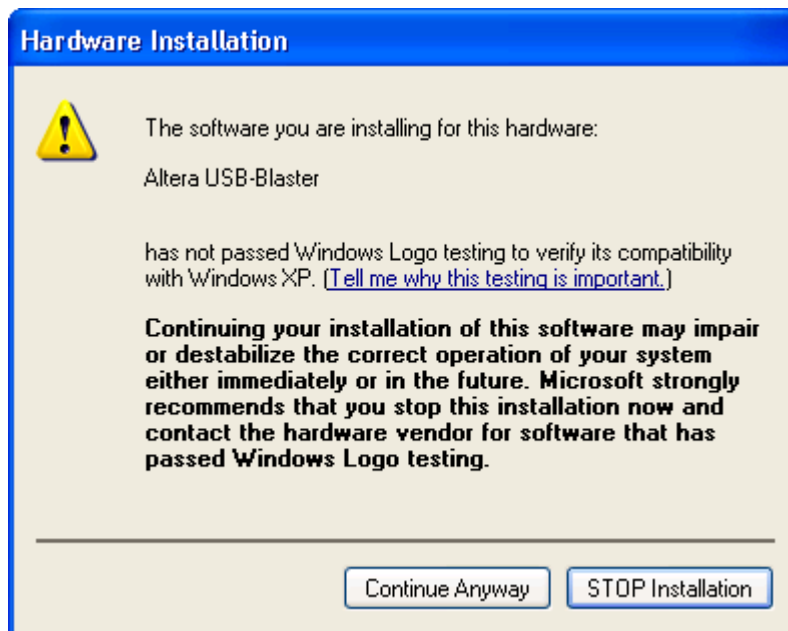 Hardware Installation
The software you are installing for this hardware:
Altera USB-Blaster
has not passed Windows Logo testing to verify its compatibility
with Windows XP. (Tell me why this testing is important.)
Continuing your installation of this software may impair
or destabilize the correct operation of your system
either immediately or in the future. Microsoft strongly
recommends that you stop this installation now and
contact the hardware vendor for software that has
passed Windows Logo testing.
Continue Anyway
STOP Installation